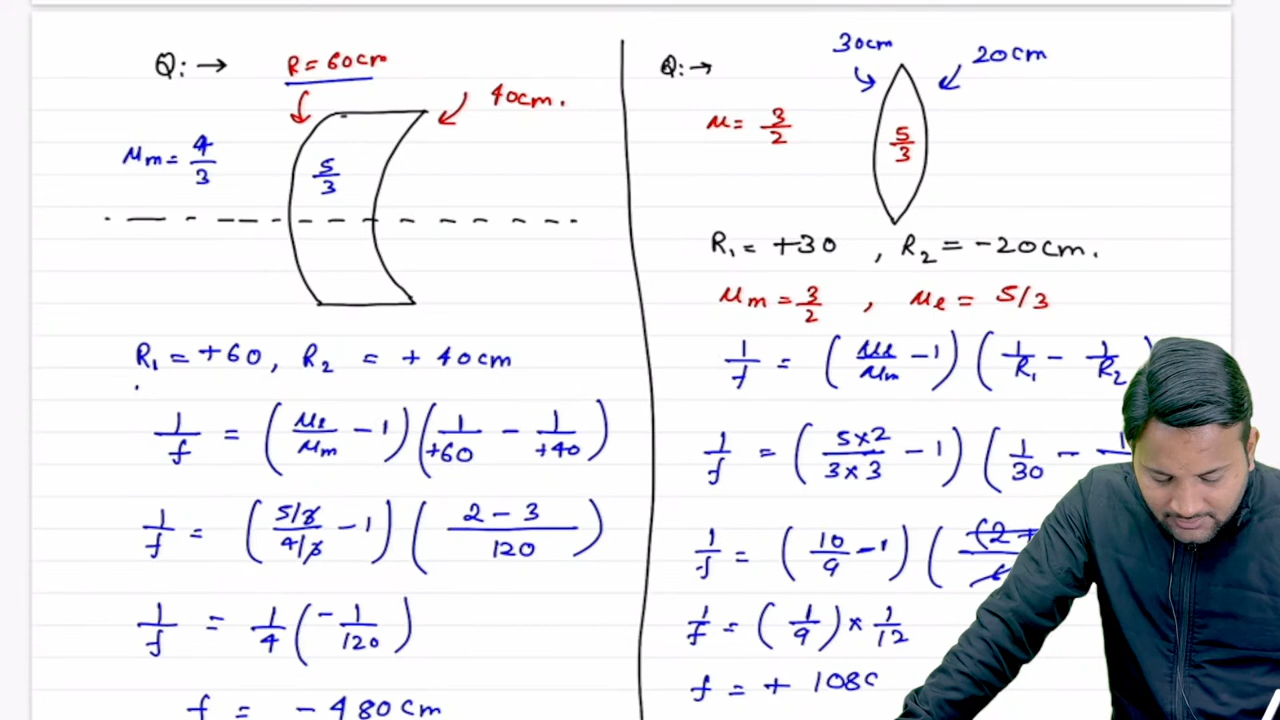 Q: → R = 60cm
40cm.
μm = 4/3
5/3
R₁ = +60, R₂ = + 40cm
1/f = (μℓ/μm − 1)(1/+60 − 1/+40)
1/f = (5/3/4/3 − 1)(2 − 3/120)
1/f = 1/4(−1/120)
f = − 480cm
Q: → 30cm 20cm
μ = 3/2
5/3
R₁ = +30 , R₂ = −20cm.
μm = 3/2 , μℓ = 5/3
1/f = (μℓ/μm − 1)(1/R₁ − 1/R₂)
1/f = (5×2/3×3 − 1)(1/30 −
1/f = (10/9 − 1)(
1/f = (1/9) × 1/12
f = + 108